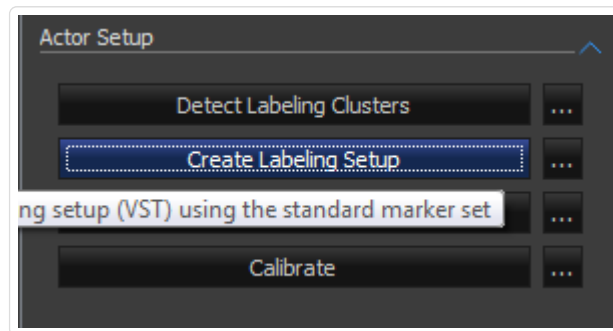 Actor Setup
Detect Labeling Clusters ...
Create Labeling Setup ...
ng setup (VST) using the standard marker set ...
Calibrate ...